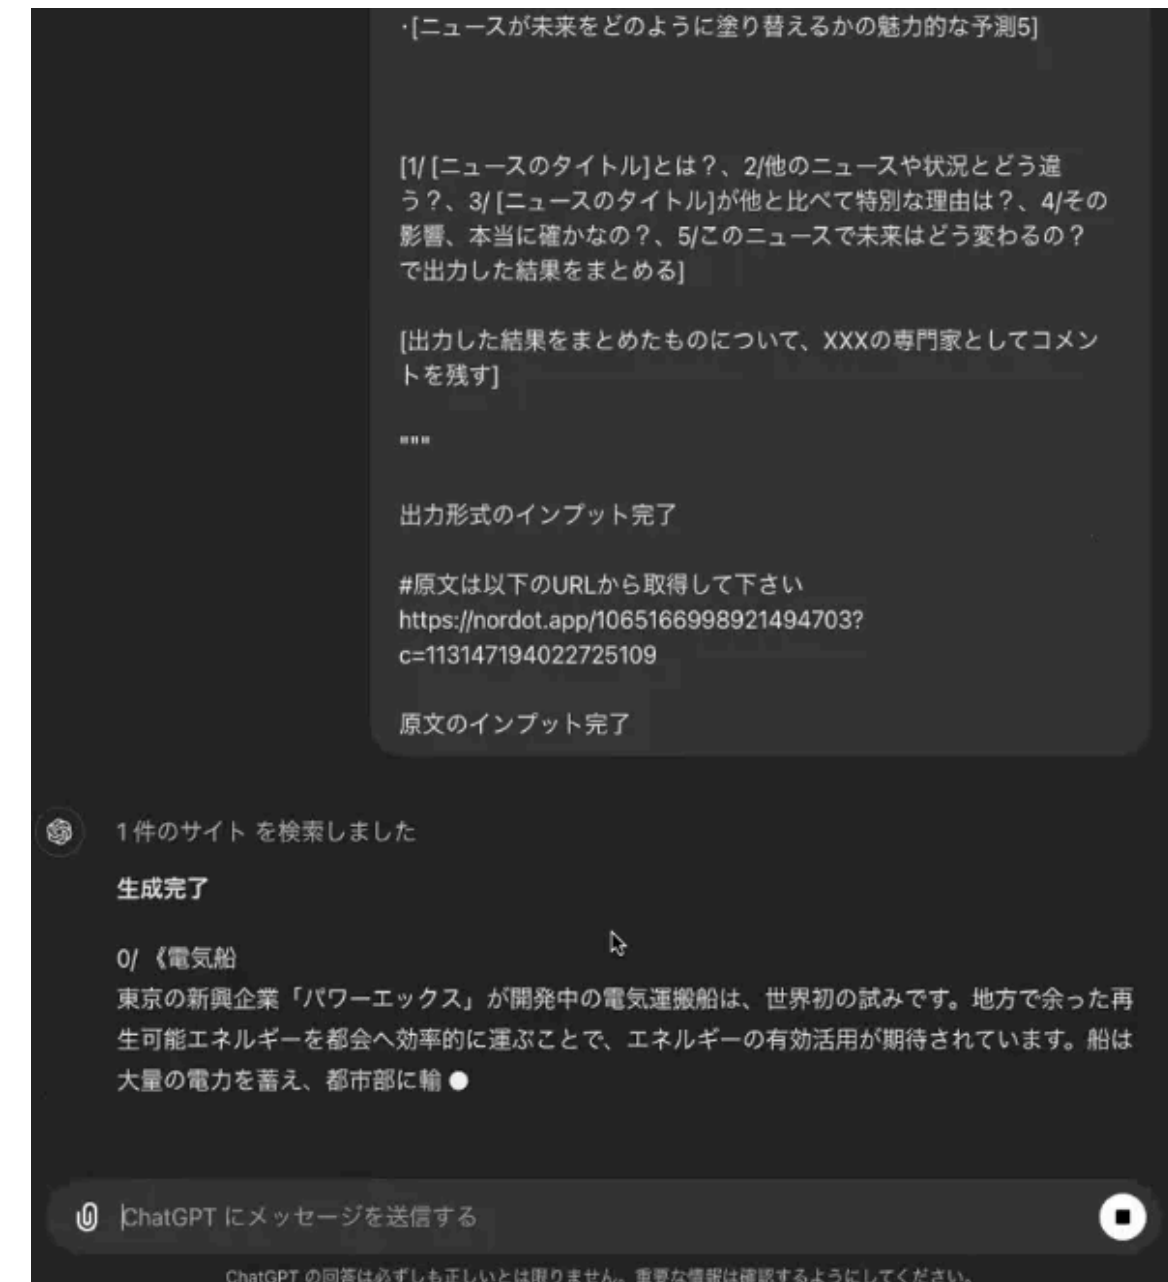 ·[ニュースが未来をどのように塗り替えるかの魅力的な予測5]
[1/ [ニュースのタイトル]とは？、2/他のニュースや状況とどう違
う？、3/ [ニュースのタイトル]が他と比べて特別な理由は？、4/その
影響、本当に確かなの？、5/このニュースで未来はどう変わるの？
で出力した結果をまとめる]
[出力した結果をまとめたものについて、XXXの専門家としてコメン
トを残す]
"""
出力形式のインプット完了
#原文は以下のURLから取得して下さい
https://nordot.app/1065166998921494703?
c=113147194022725109
原文のインプット完了
1件のサイト を検索しました
生成完了
0/ 《電気船
東京の新興企業「パワーエックス」が開発中の電気運搬船は、世界初の試みです。地方で余った再
生可能エネルギーを都会へ効率的に運ぶことで、エネルギーの有効活用が期待されています。船は
大量の電力を蓄え、都市部に輸
ChatGPT にメッセージを送信する
ChatGPT の回答は必ずしも正しいとは限りません。重要な情報は確認するようにしてください。